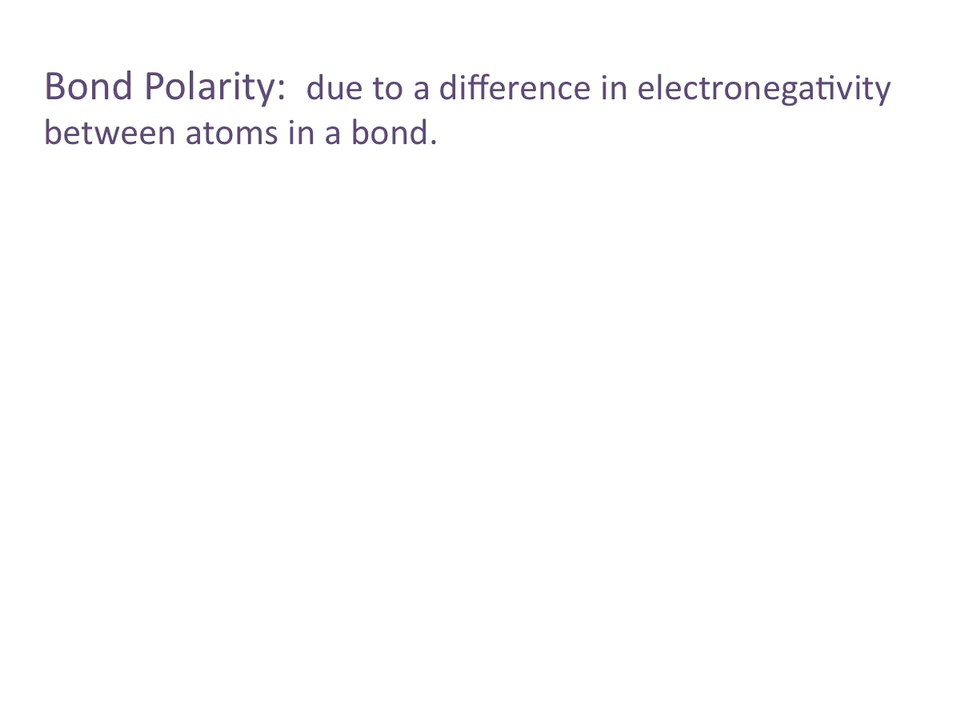 Bond Polarity:  due to a difference in electronegativity
between atoms in a bond.